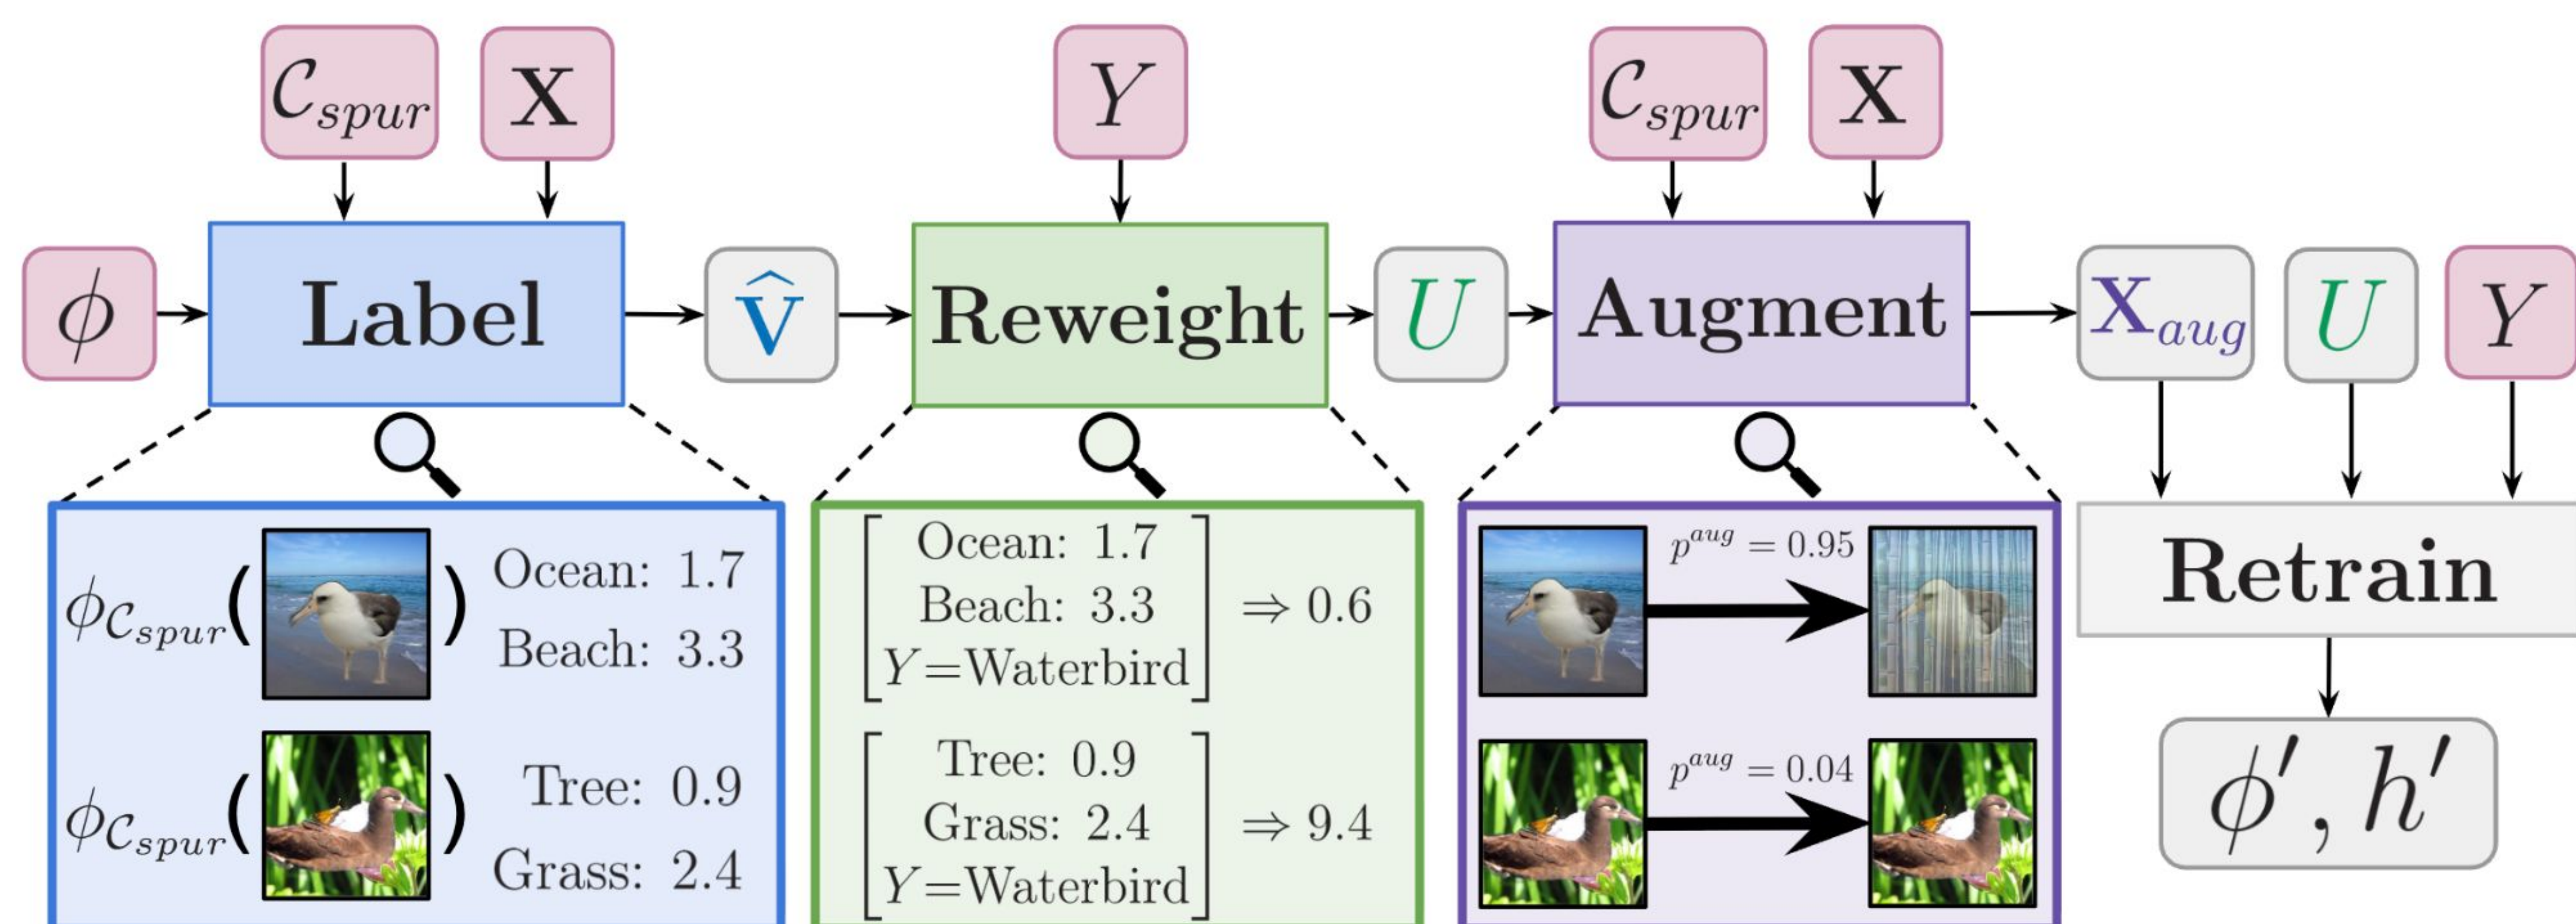 𝒞_spur X Y 𝒞_spur X
ϕ Label V̂ Reweight U Augment X_aug U Y
ϕ_𝒞_spur( ) Ocean: 1.7
Beach: 3.3
ϕ_𝒞_spur( ) Tree: 0.9
Grass: 2.4
[Ocean: 1.7
Beach: 3.3 ⇒ 0.6
Y=Waterbird]
[Tree: 0.9
Grass: 2.4 ⇒ 9.4
Y=Waterbird]
p^aug = 0.95
p^aug = 0.04
Retrain
ϕ′, h′